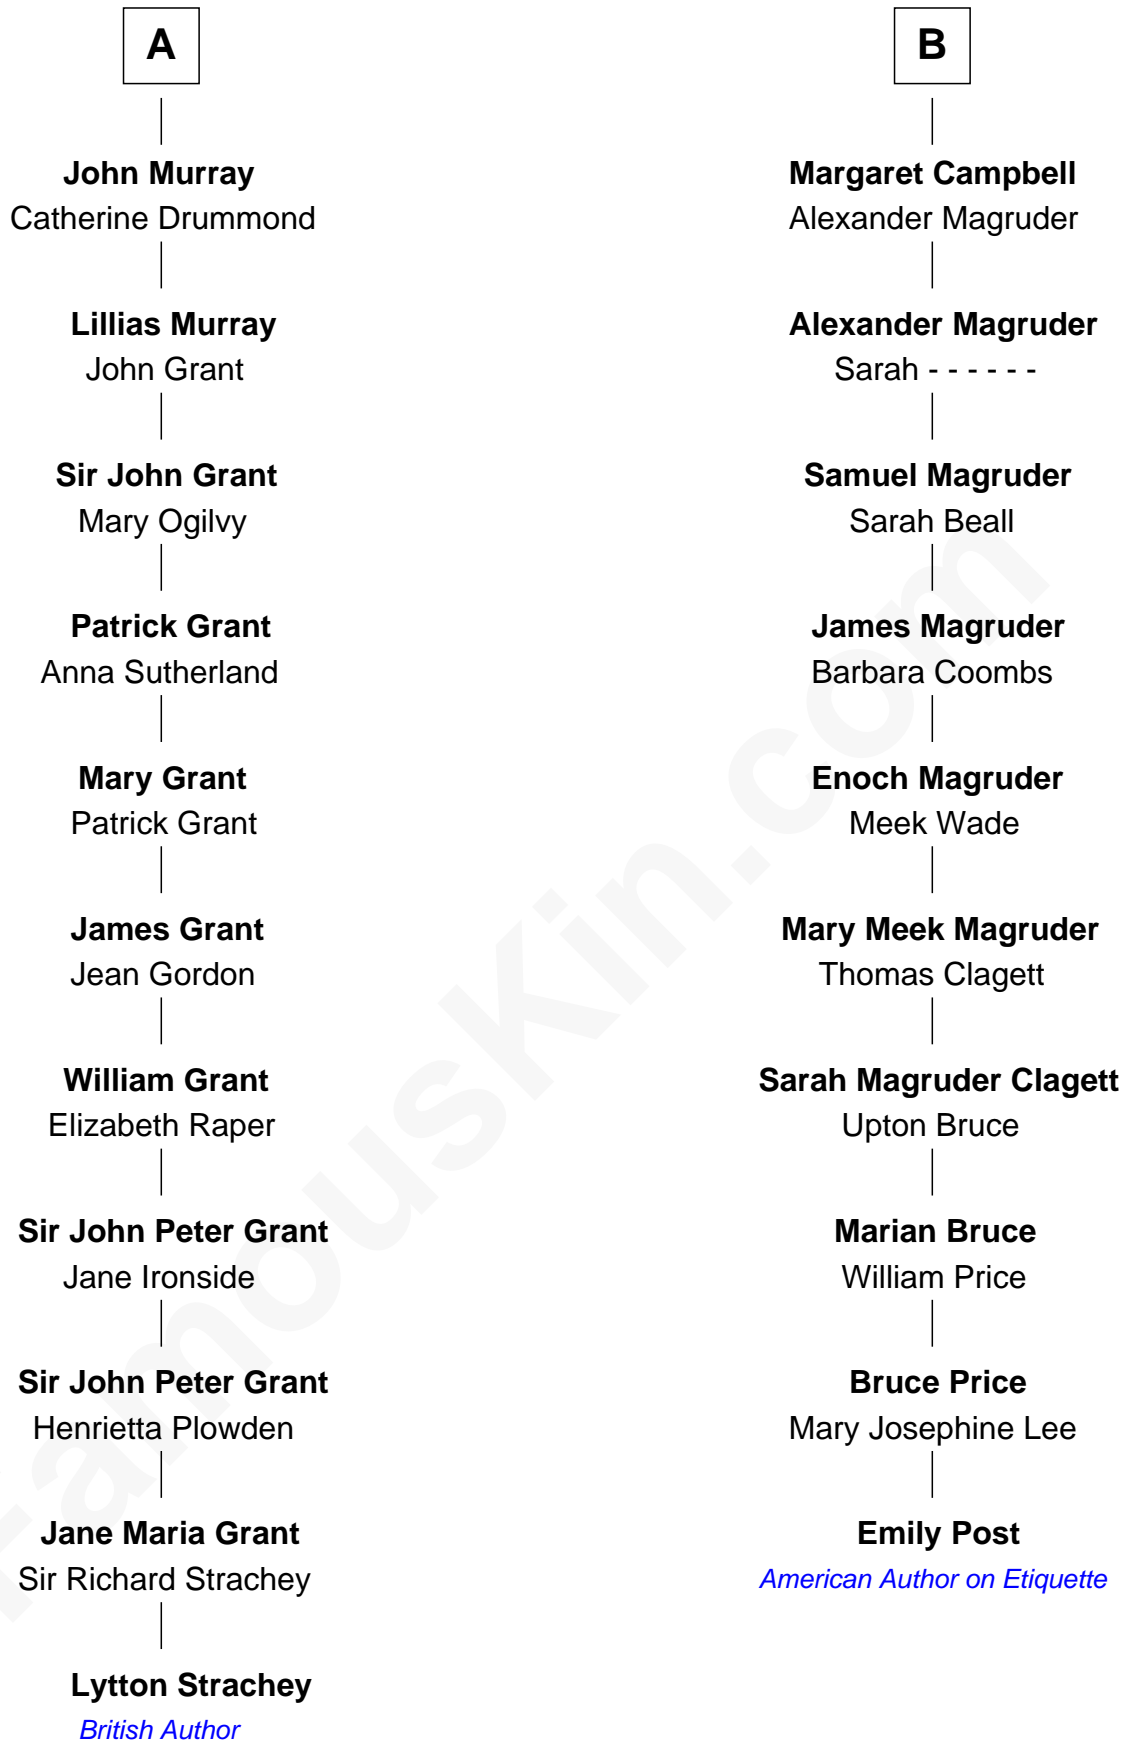 A
John Murray
Catherine Drummond
Lillias Murray
John Grant
Sir John Grant
Mary Ogilvy
Patrick Grant
Anna Sutherland
Mary Grant
Patrick Grant
James Grant
Jean Gordon
William Grant
Elizabeth Raper
Sir John Peter Grant
Jane Ironside
Sir John Peter Grant
Henrietta Plowden
Jane Maria Grant
Sir Richard Strachey
Lytton Strachey
British Author
B
Margaret Campbell
Alexander Magruder
Alexander Magruder
Sarah - - - - - -
Samuel Magruder
Sarah Beall
James Magruder
Barbara Coombs
Enoch Magruder
Meek Wade
Mary Meek Magruder
Thomas Clagett
Sarah Magruder Clagett
Upton Bruce
Marian Bruce
William Price
Bruce Price
Mary Josephine Lee
Emily Post
American Author on Etiquette
FamousKin.com